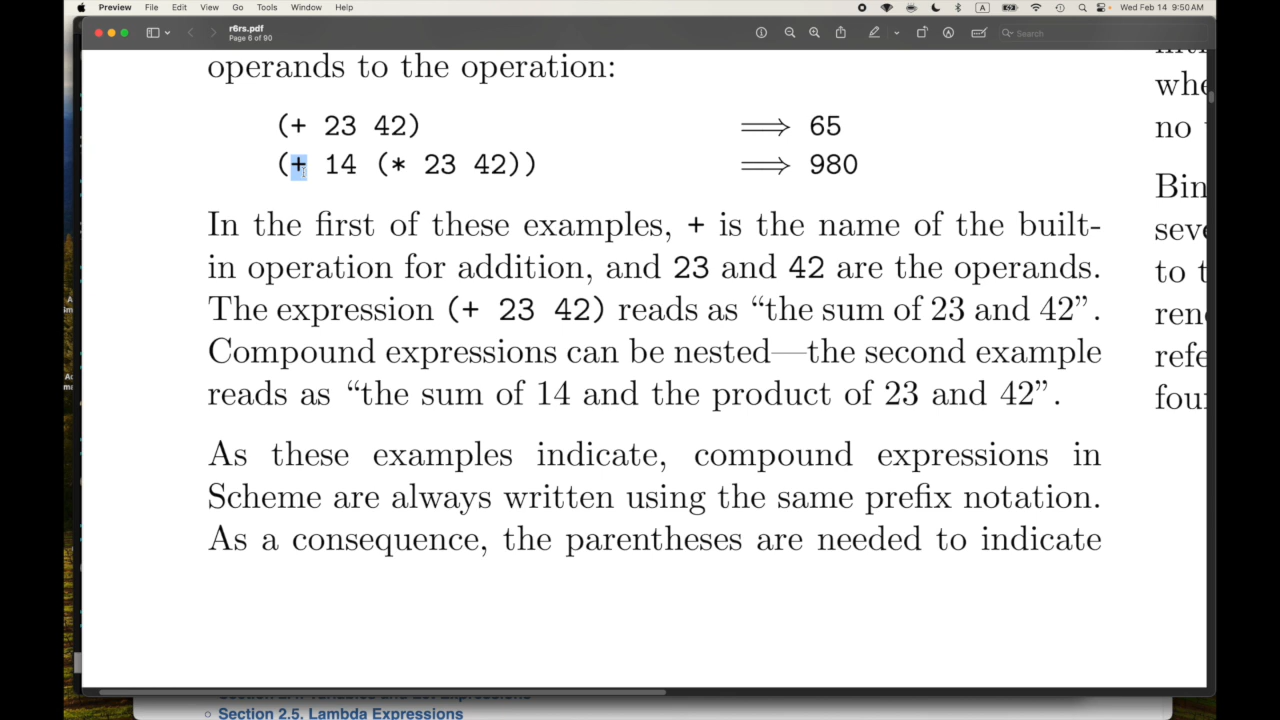 Preview File Edit View Go Tools Window Help
A
Wed Feb 14 9:50 AM
r6rs.pdf
Page 6 of 90
Search
operands to the operation:
(+ 23 42) ⟹ 65
(+ 14 (* 23 42)) ⟹ 980
In the first of these examples, + is the name of the built-
in operation for addition, and 23 and 42 are the operands.
The expression (+ 23 42) reads as “the sum of 23 and 42”.
Compound expressions can be nested—the second example
reads as “the sum of 14 and the product of 23 and 42”.
As these examples indicate, compound expressions in
Scheme are always written using the same prefix notation.
As a consequence, the parentheses are needed to indicate
whe
no
Bin
seve
to t
ren
refe
fou
Section 2.5. Lambda Expressions